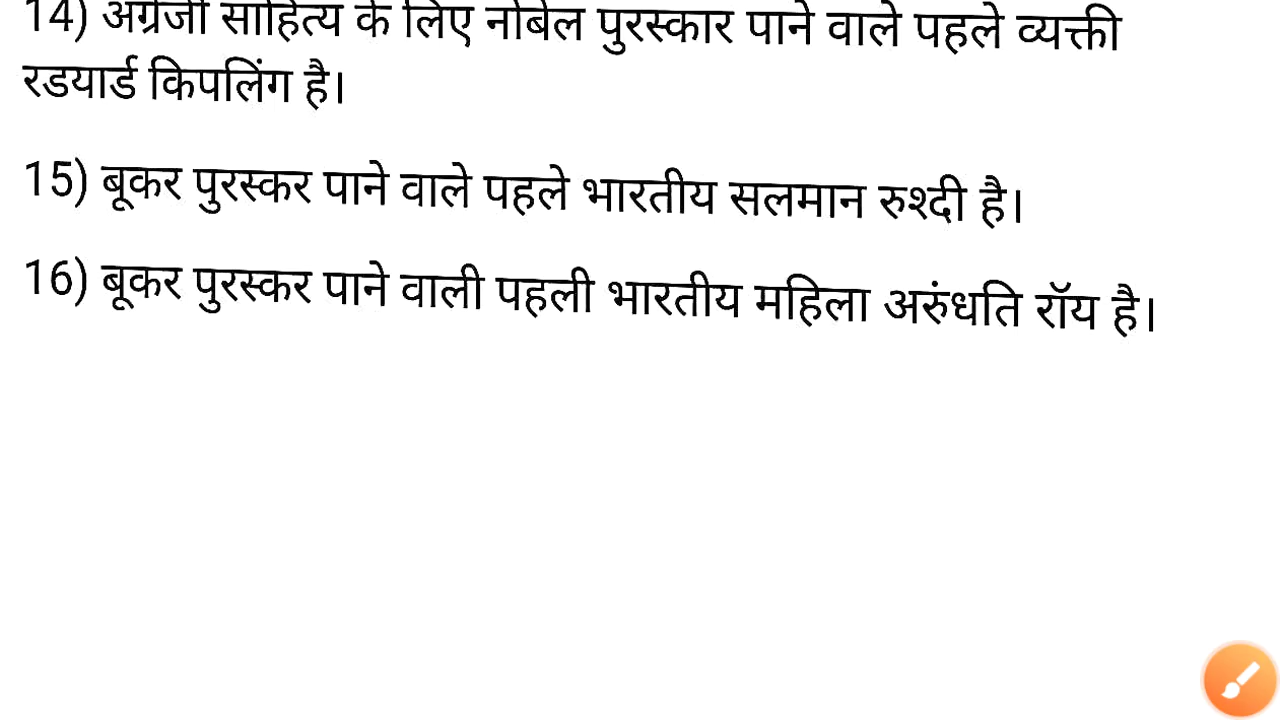 14) अंग्रेजी साहित्य के लिए नोबेल पुरस्कार पाने वाले पहले व्यक्ती
रडयार्ड किपलिंग है।
15) बूकर पुरस्कर पाने वाले पहले भारतीय सलमान रुश्दी है।
16) बूकर पुरस्कर पाने वाली पहली भारतीय महिला अरुंधति रॉय है।